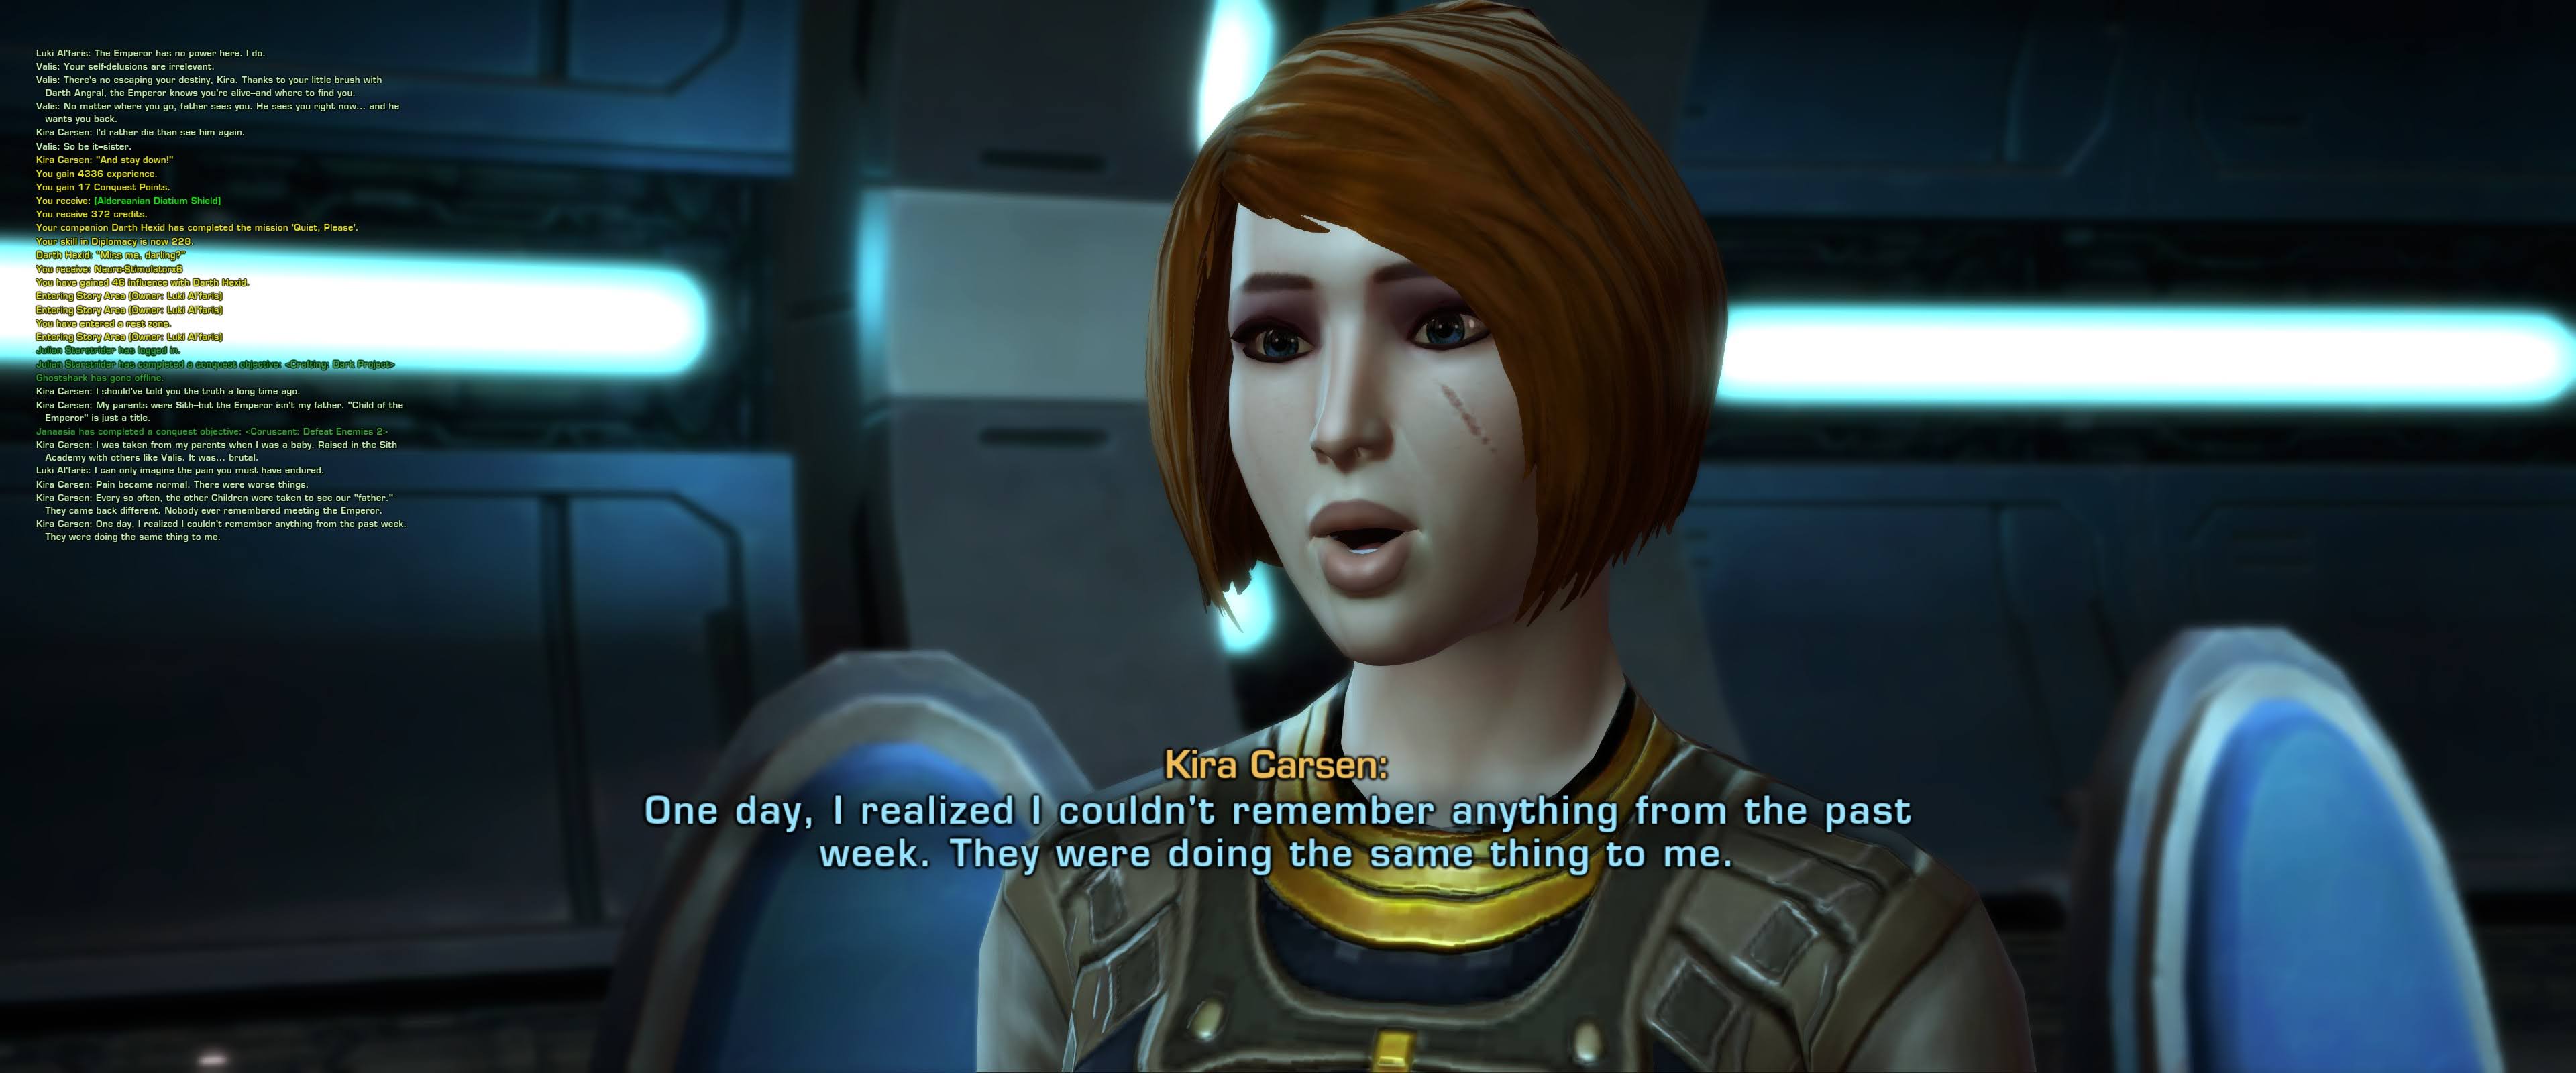 Luki Al'faris: The Emperor has no power here. I do.
Valis: Your self-delusions are irrelevant.
Valis: There's no escaping your destiny, Kira. Thanks to your little brush with
Darth Angral, the Emperor knows you're alive—and where to find you.
Valis: No matter where you go, father sees you. He sees you right now... and he
wants you back.
Kira Carsen: I'd rather die than see him again.
Valis: So be it—sister.
Kira Carsen: "And stay down!"
You gain 4336 experience.
You gain 17 Conquest Points.
You receive: [Alderaanian Diatium Shield]
You receive 372 credits.
Your companion Darth Hexid has completed the mission 'Quiet, Please'.
Your skill in Diplomacy is now 228.
Darth Hexid: "Miss me, darling?"
You receive: Neuro-Stimulatorx6
You have gained 46 influence with Darth Hexid.
Entering Story Area (Owner: Luki Al'faris)
Entering Story Area (Owner: Luki Al'faris)
You have entered a rest zone.
Entering Story Area (Owner: Luki Al'faris)
Julian Starstrider has logged in.
Julian Starstrider has completed a conquest objective: <Crafting: Dark Project>
Ghostshark has gone offline.
Kira Carsen: I should've told you the truth a long time ago.
Kira Carsen: My parents were Sith—but the Emperor isn't my father. "Child of the
Emperor" is just a title.
Janaasia has completed a conquest objective: <Coruscant: Defeat Enemies 2>
Kira Carsen: I was taken from my parents when I was a baby. Raised in the Sith
Academy with others like Valis. It was... brutal.
Luki Al'faris: I can only imagine the pain you must have endured.
Kira Carsen: Pain became normal. There were worse things.
Kira Carsen: Every so often, the other Children were taken to see our "father."
They came back different. Nobody ever remembered meeting the Emperor.
Kira Carsen: One day, I realized I couldn't remember anything from the past week.
They were doing the same thing to me.
Kira Carsen:
One day, I realized I couldn't remember anything from the past
week. They were doing the same thing to me.